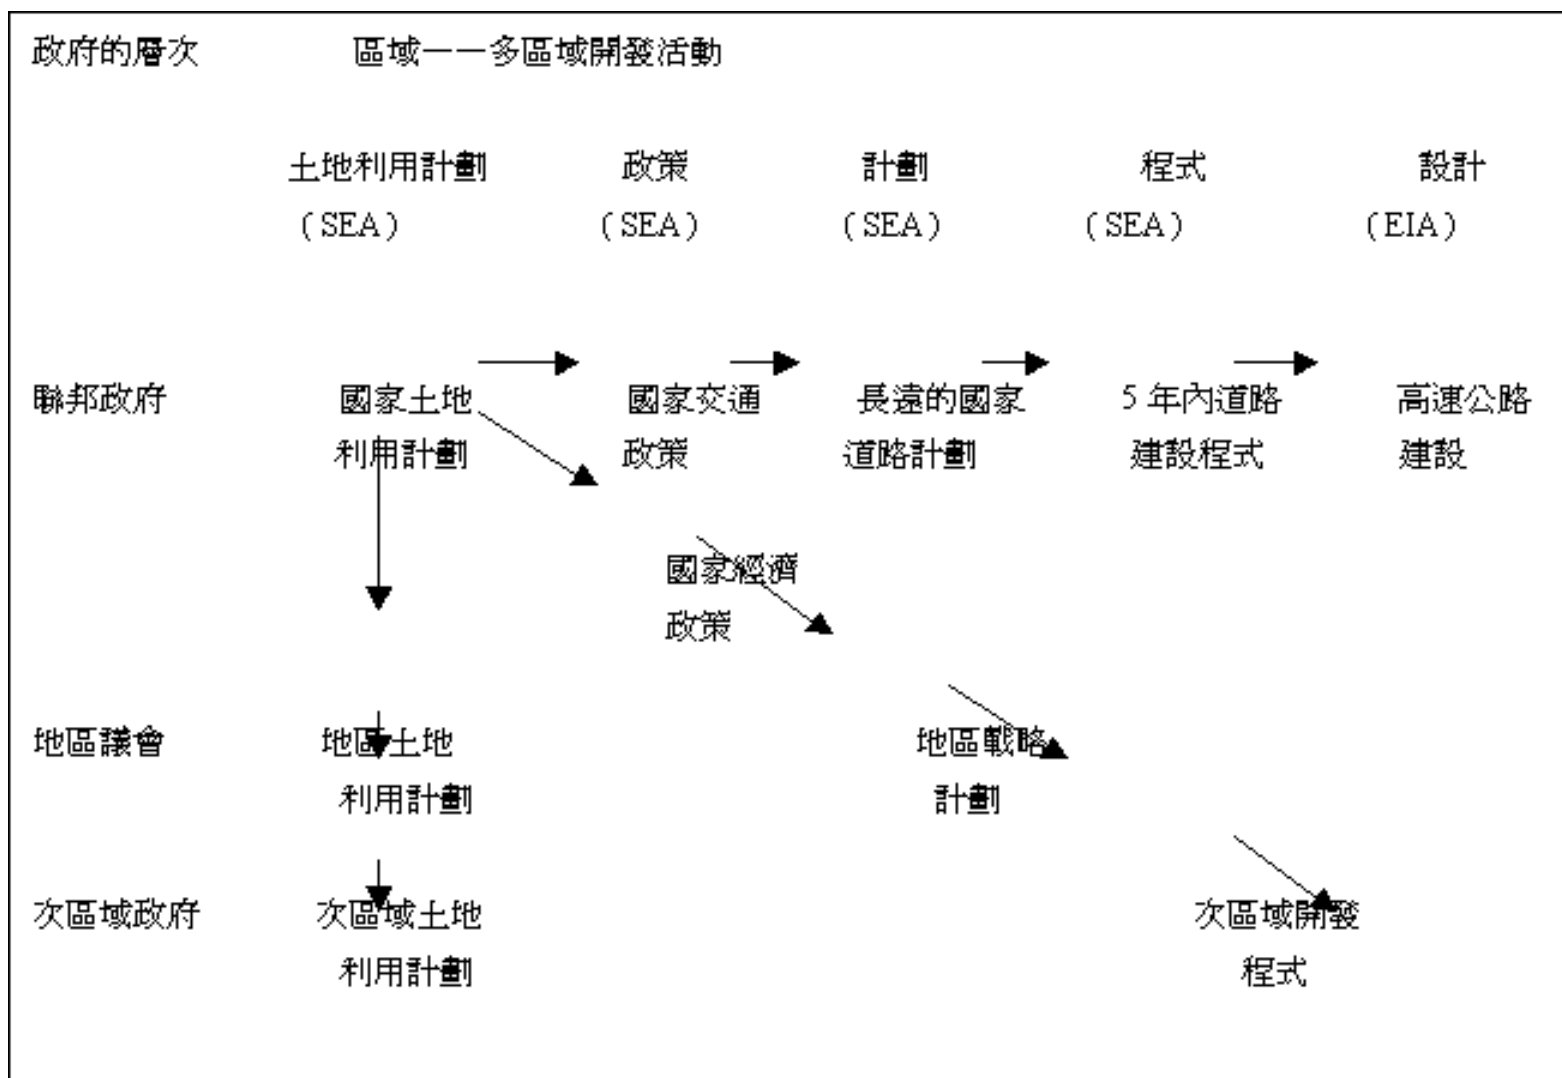 政府的層次 區域——多區域開發活動
土地利用計劃 政策 計劃 程式 設計
（SEA） （SEA） （SEA） （SEA） （EIA）
聯邦政府 國家土地 國家交通 長遠的國家 5 年內道路 高速公路
利用計劃 政策 道路計劃 建設程式 建設
國家經濟
政策
地區議會 地區土地 地區戰略
利用計劃 計劃
次區域政府 次區域土地 次區域開發
利用計劃 程式